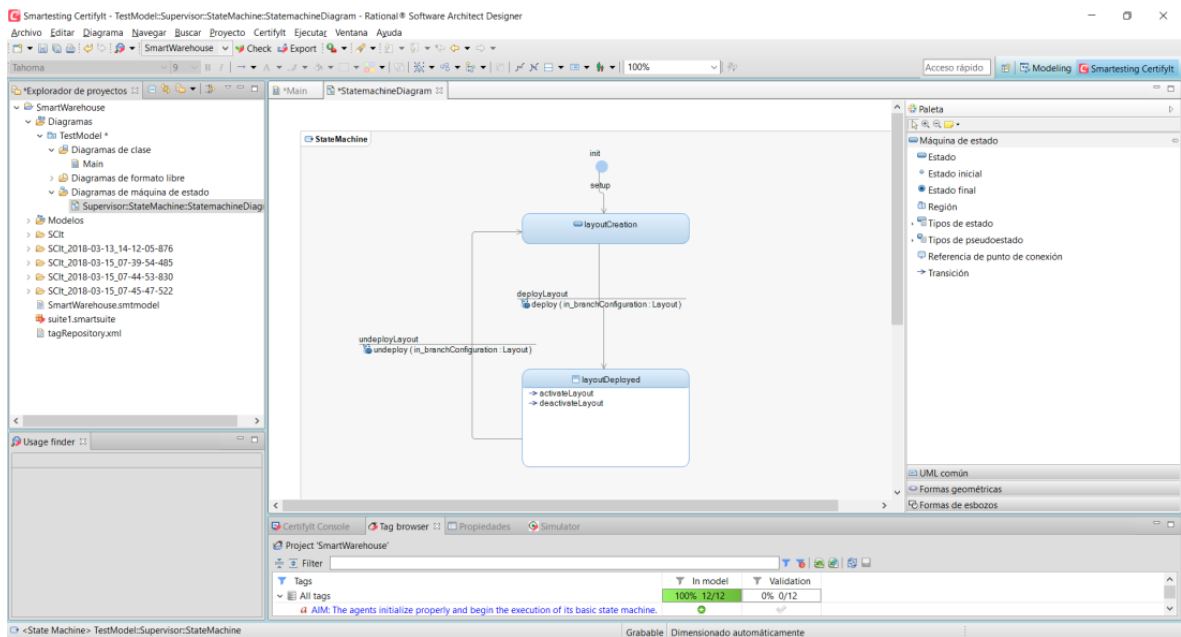 Smartesting CertifyIt - TestModel::Supervisor::StateMachine::StatemachineDiagram - Rational® Software Architect Designer
Archivo Editar Diagrama Navegar Buscar Proyecto CertifyIt Ejecutar Ventana Ayuda
SmartWarehouse Check Export
Tahoma 9 B I A 100% Acceso rápido Modeling Smartesting CertifyIt
*Explorador de proyectos
SmartWarehouse
Diagramas
TestModel *
Diagramas de clase
Main
Diagramas de formato libre
Diagramas de máquina de estado
Supervisor::StateMachine::StatemachineDiag
Modelos
SCIt
SCIt_2018-03-13_14-12-05-876
SCIt_2018-03-15_07-39-54-485
SCIt_2018-03-15_07-44-53-830
SCIt_2018-03-15_07-45-47-522
SmartWarehouse.smtmodel
suite1.smartsuite
tagRepository.xml
Usage finder
*Main *StatemachineDiagram
StateMachine
init
setup
layoutCreation
deployLayout
deploy ( in_branchConfiguration : Layout )
undeployLayout
undeploy ( in_branchConfiguration : Layout )
layoutDeployed
activateLayout
deactivateLayout
Paleta
Máquina de estado
Estado
Estado inicial
Estado final
Región
Tipos de estado
Tipos de pseudoestado
Referencia de punto de conexión
Transición
UML común
Formas geométricas
Formas de esbozos
CertifyIt Console Tag browser Propiedades Simulator
Project 'SmartWarehouse'
Filter
Tags In model Validation
All tags 100% 12/12 0% 0/12
a AIM: The agents initialize properly and begin the execution of its basic state machine.
<State Machine> TestModel::Supervisor::StateMachine Grabable Dimensionado automáticamente